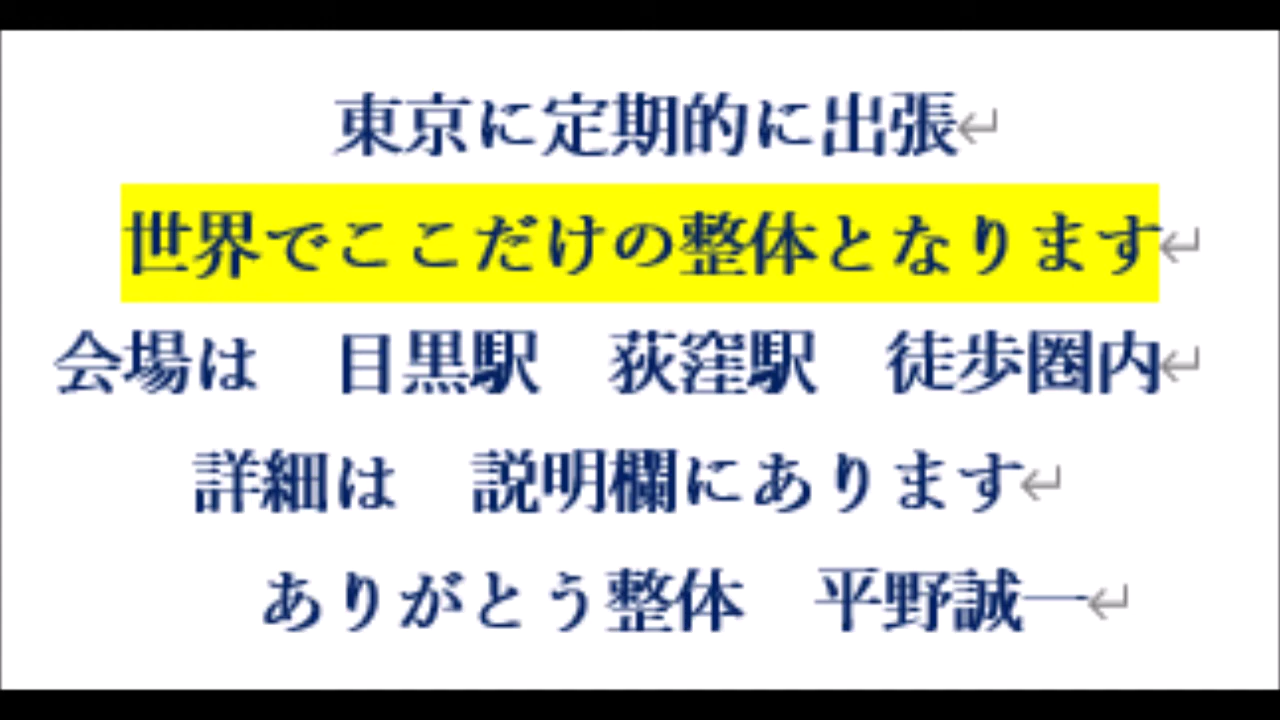 東京に定期的に出張
世界でここだけの整体となります
会場は　目黒駅　荻窪駅　徒歩圏内
詳細は　説明欄にあります
ありがとう整体　平野誠一